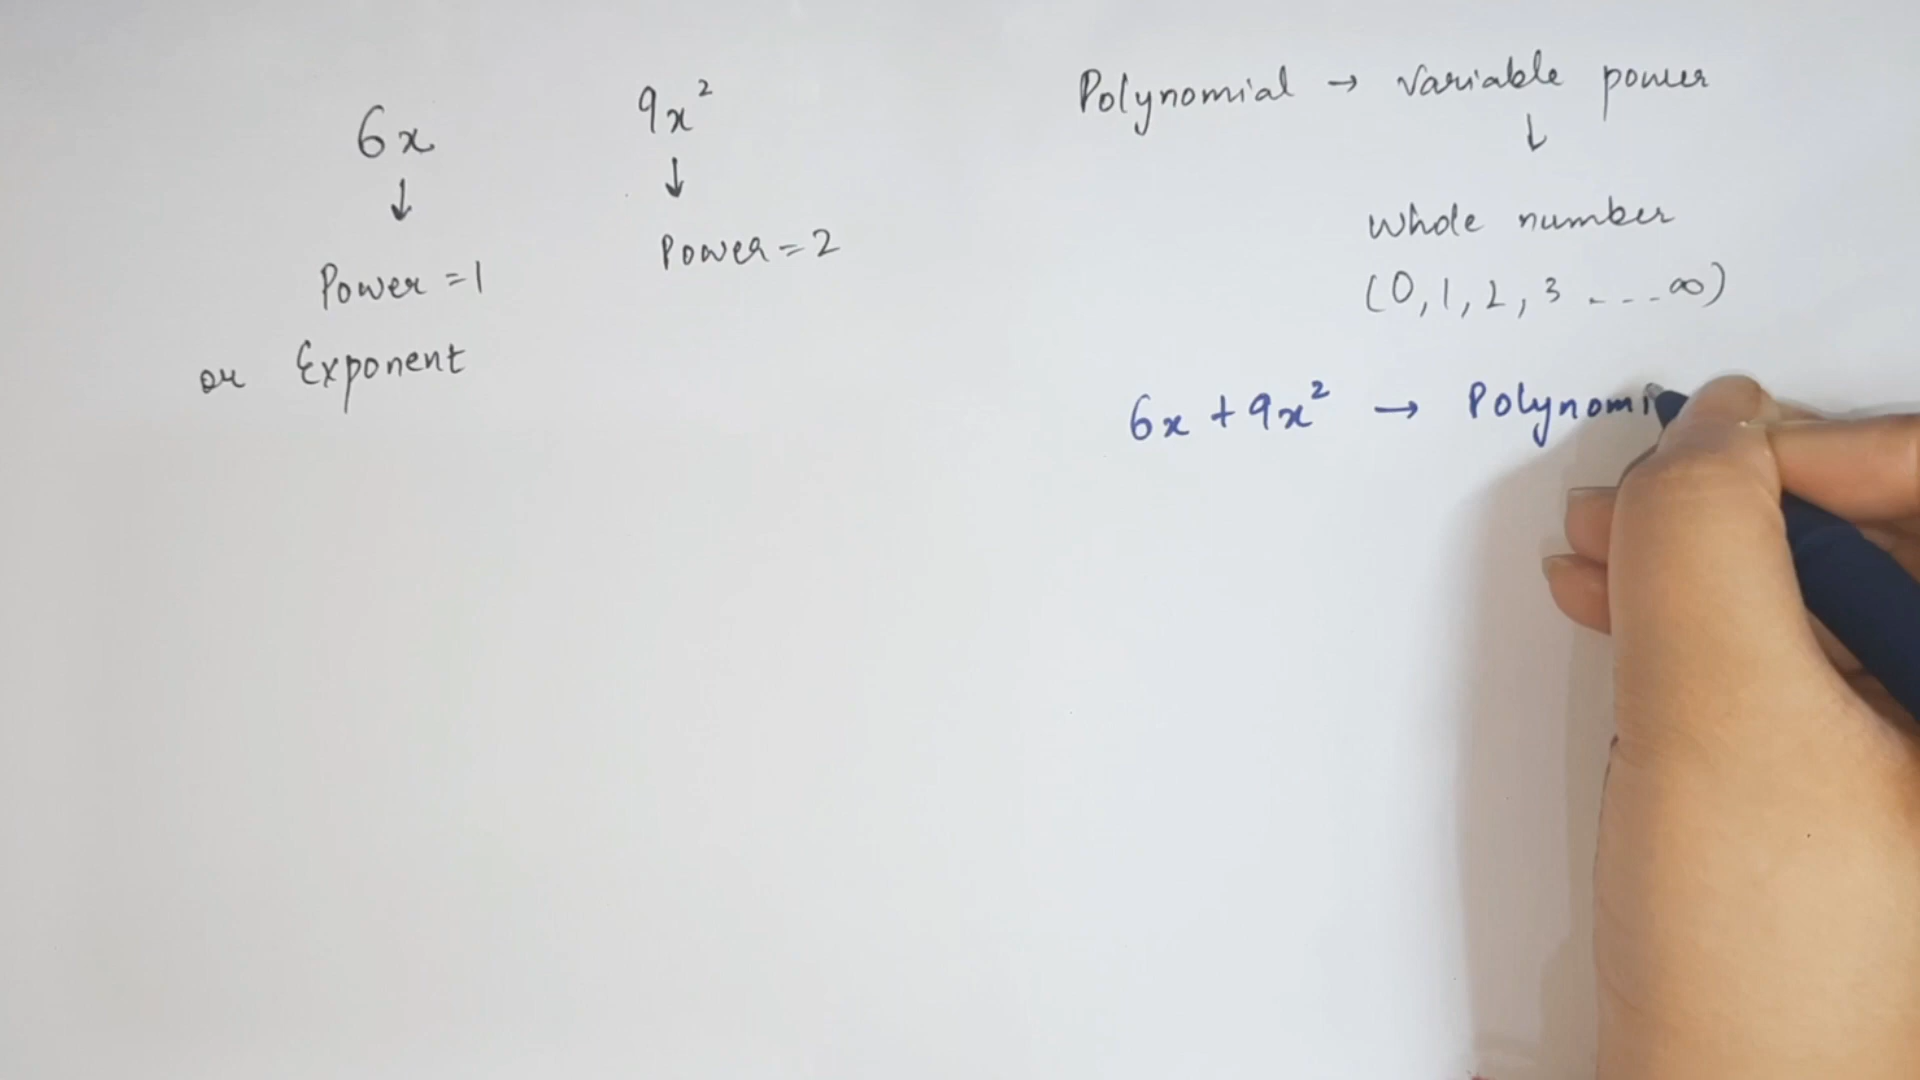 6x
↓
Power = 1
or Exponent
9x²
↓
Power = 2
Polynomial → variable power
↓
Whole number
(0, 1, 2, 3 - - - ∞)
6x + 9x² → Polynomi